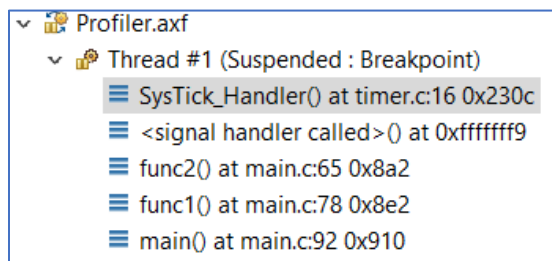 Profiler.axf
Thread #1 (Suspended : Breakpoint)
SysTick_Handler() at timer.c:16 0x230c
<signal handler called>() at 0xfffffff9
func2() at main.c:65 0x8a2
func1() at main.c:78 0x8e2
main() at main.c:92 0x910